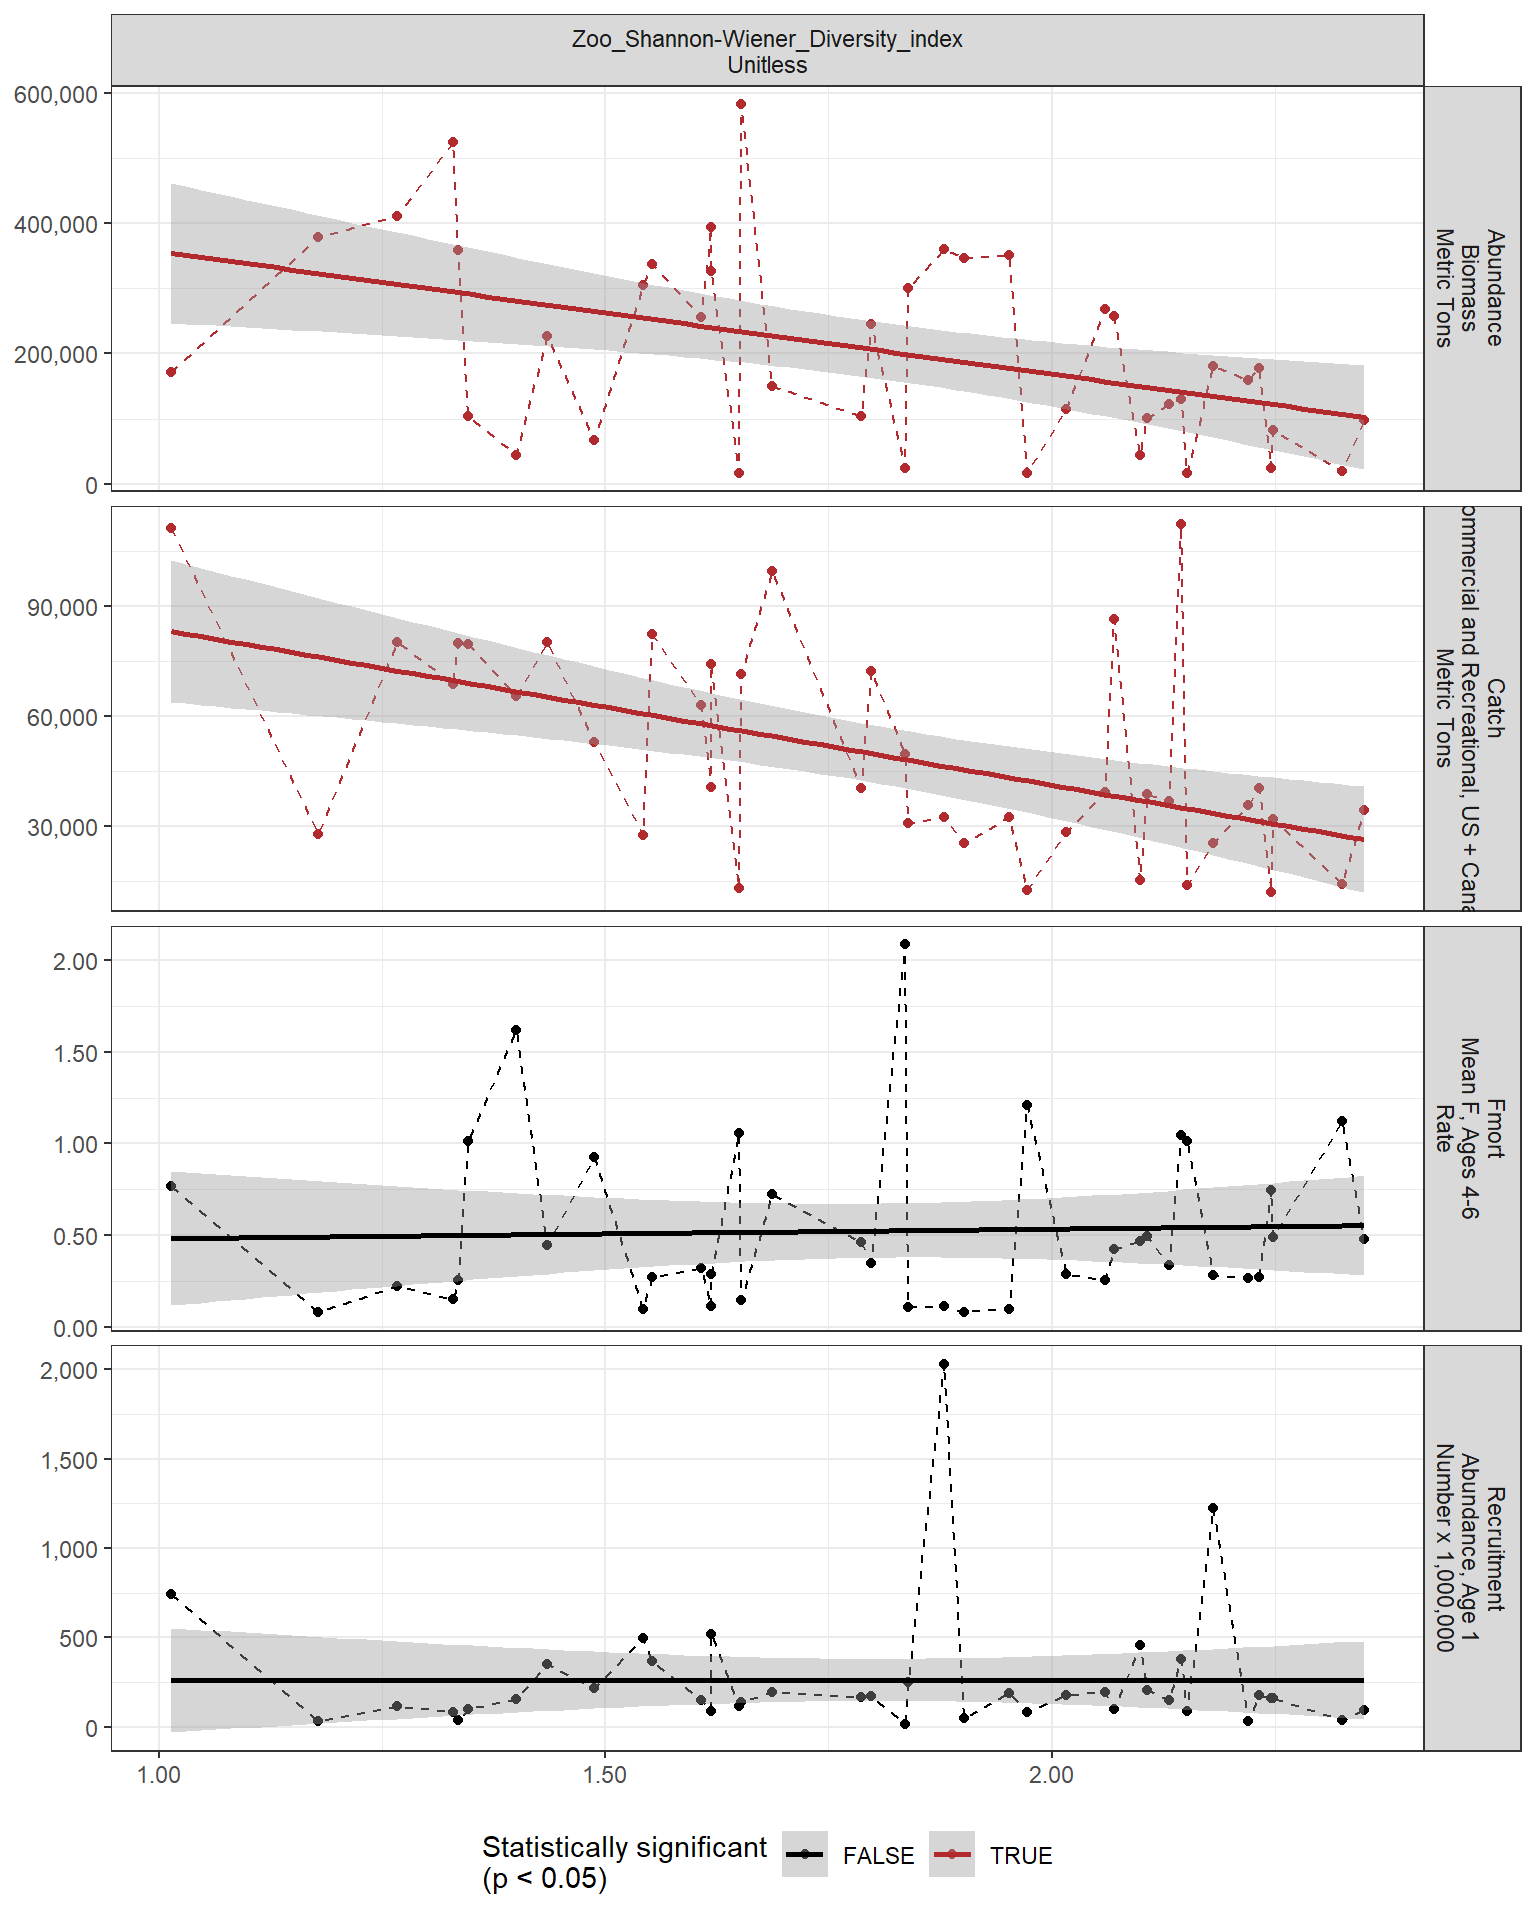 Zoo_Shannon-Wiener_Diversity_index
Unitless
600,000
400,000
200,000
0
Abundance
Biomass
Metric Tons
90,000
60,000
30,000
Catch
ommercial and Recreational, US + Cana
Metric Tons
2.00
1.50
1.00
0.50
0.00
Fmort
Mean F, Ages 4-6
Rate
2,000
1,500
1,000
500
0
Recruitment
Abundance, Age 1
Number x 1,000,000
1.00
1.50
2.00
Statistically significant
(p < 0.05)
FALSE
TRUE